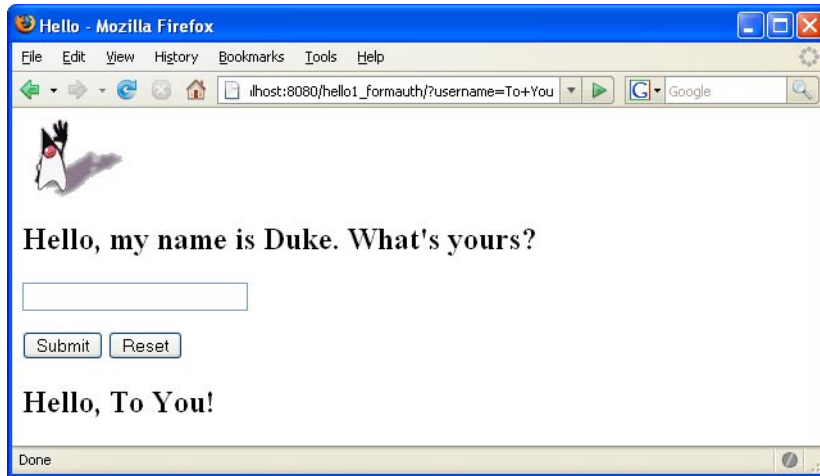 Hello - Mozilla Firefox
File Edit View History Bookmarks Tools Help
lhost:8080/hello1_formauth/?username=To+You G Google
Hello, my name is Duke. What's yours?
Submit Reset
Hello, To You!
Done